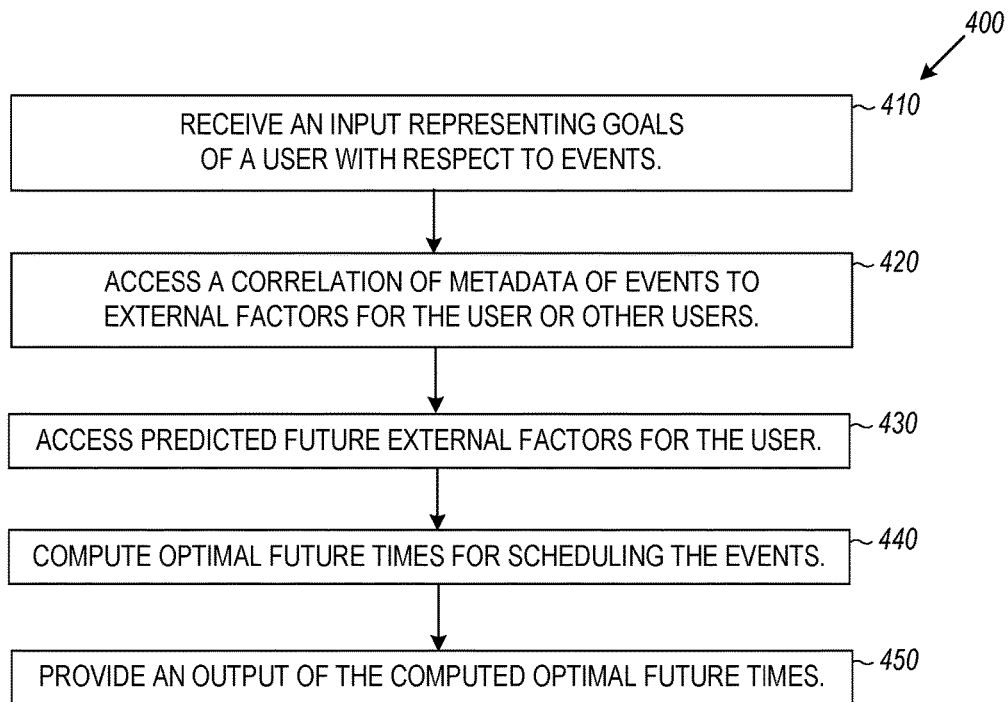 400
RECEIVE AN INPUT REPRESENTING GOALS
OF A USER WITH RESPECT TO EVENTS.
410
ACCESS A CORRELATION OF METADATA OF EVENTS TO
EXTERNAL FACTORS FOR THE USER OR OTHER USERS.
420
ACCESS PREDICTED FUTURE EXTERNAL FACTORS FOR THE USER.
430
COMPUTE OPTIMAL FUTURE TIMES FOR SCHEDULING THE EVENTS.
440
PROVIDE AN OUTPUT OF THE COMPUTED OPTIMAL FUTURE TIMES.
450